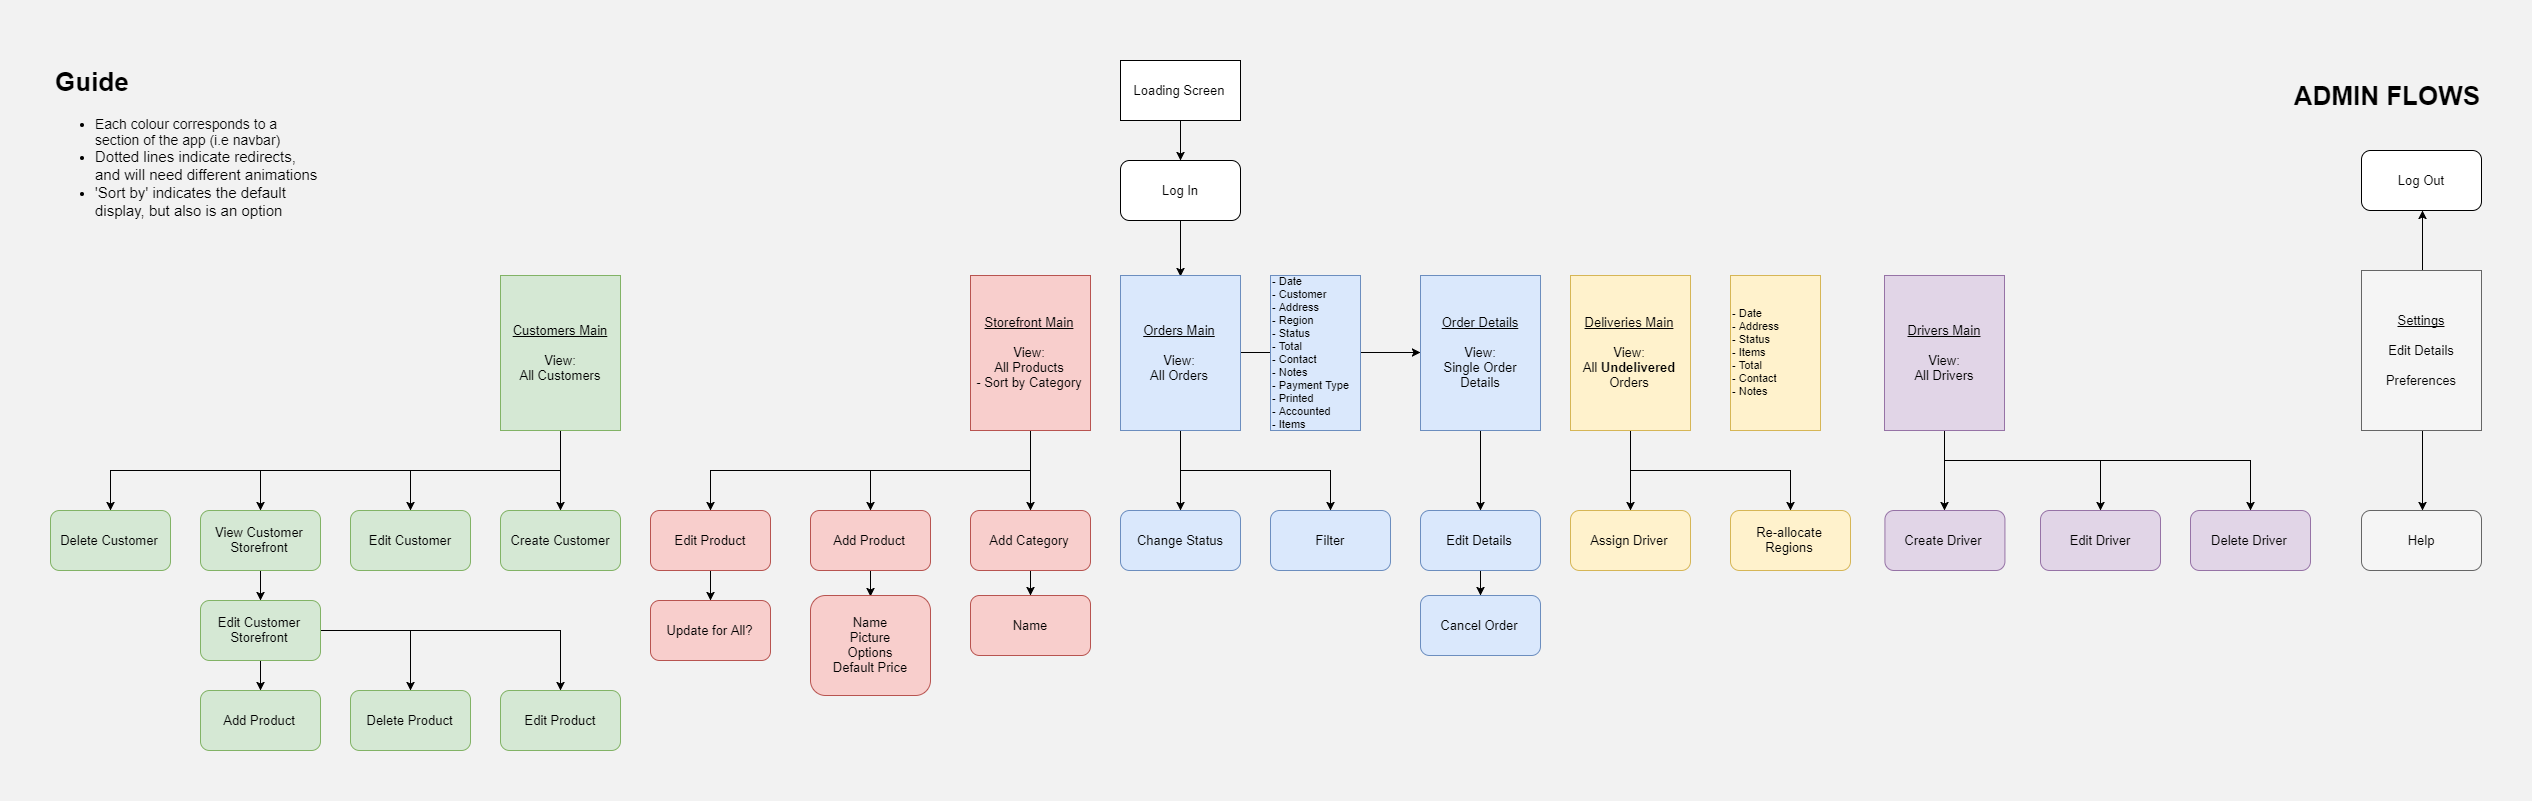 Guide
ADMIN FLOWS
• Each colour corresponds to a
section of the app (i.e navbar)
• Dotted lines indicate redirects,
and will need different animations
• 'Sort by' indicates the default
display, but also is an option
Loading Screen
Log In
Log Out
Customers Main
View:
All Customers
Storefront Main
View:
All Products
- Sort by Category
Orders Main
View:
All Orders
- Date
- Customer
- Address
- Region
- Status
- Total
- Contact
- Notes
- Payment Type
- Printed
- Accounted
- Items
Order Details
View:
Single Order
Details
Deliveries Main
View:
All Undelivered
Orders
- Date
- Address
- Status
- Items
- Total
- Contact
- Notes
Drivers Main
View:
All Drivers
Settings
Edit Details
Preferences
Delete Customer
View Customer
Storefront
Edit Customer
Create Customer
Edit Product
Add Product
Add Category
Change Status
Filter
Edit Details
Assign Driver
Re-allocate
Regions
Create Driver
Edit Driver
Delete Driver
Help
Edit Customer
Storefront
Update for All?
Name
Picture
Options
Default Price
Name
Cancel Order
Add Product
Delete Product
Edit Product